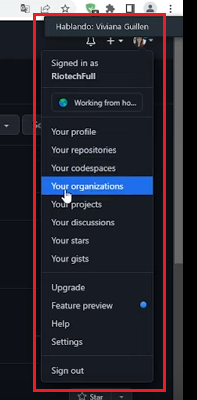 Hablando: Viviana Guillen
Signed in as
RiotechFull
Working from ho...
Your profile
Your repositories
Your codespaces
Your organizations
Your projects
Your discussions
Your stars
Your gists
Upgrade
Feature preview
Help
Settings
Sign out
Star